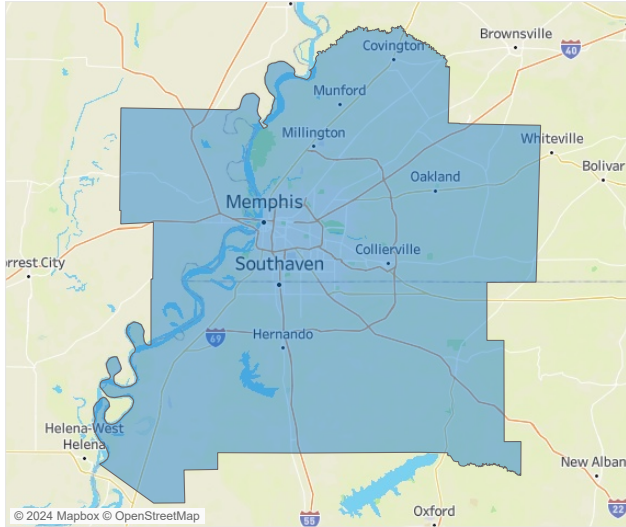 Covington
Brownsville
40
Munford
Millington
Whiteville
Bolivar
Oakland
Memphis
Collierville
rrest City
Southaven
69
Hernando
Helena-West
Helena
New Alban
© 2024 Mapbox © OpenStreetMap
55
Oxford
22